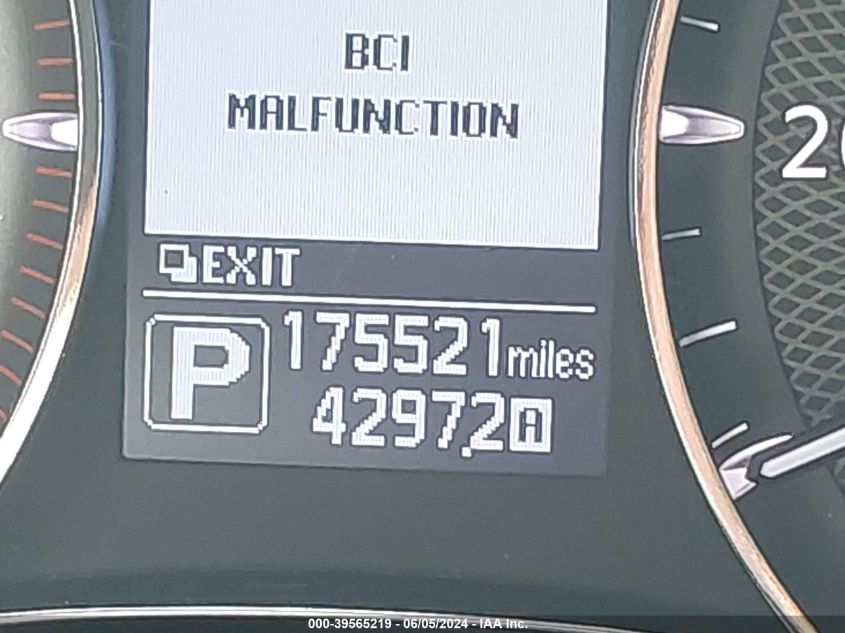 BCI
MALFUNCTION
EXIT
P
175521 miles
4297.2 A
000-39565219 - 06/05/2024 - IAA Inc.